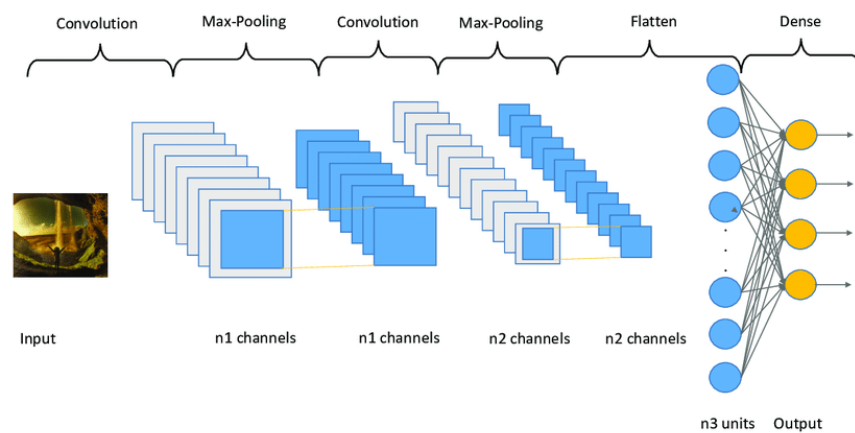 Convolution Max-Pooling Convolution Max-Pooling Flatten Dense
Input n1 channels n1 channels n2 channels n2 channels
n3 units Output